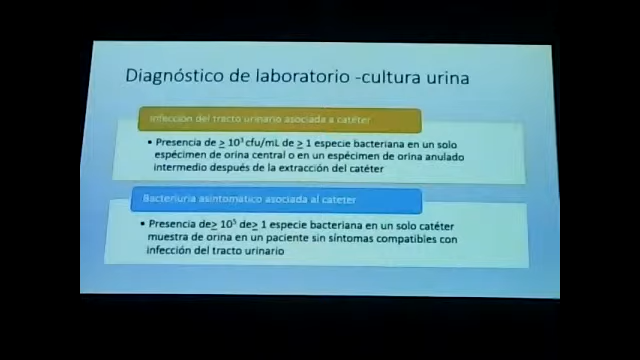 Diagnóstico de laboratorio -cultura urina
Infección del tracto urinario asociada a catéter
• Presencia de ≥ 10³ cfu/mL de ≥ 1 especie bacteriana en un solo
espécimen de orina central o en un espécimen de orina anulado
intermedio después de la extracción del catéter
Bacteriuria asintomático asociada al cateter
• Presencia de≥ 10⁵ de≥ 1 especie bacteriana en un solo catéter
muestra de orina en un paciente sin síntomas compatibles con
infección del tracto urinario